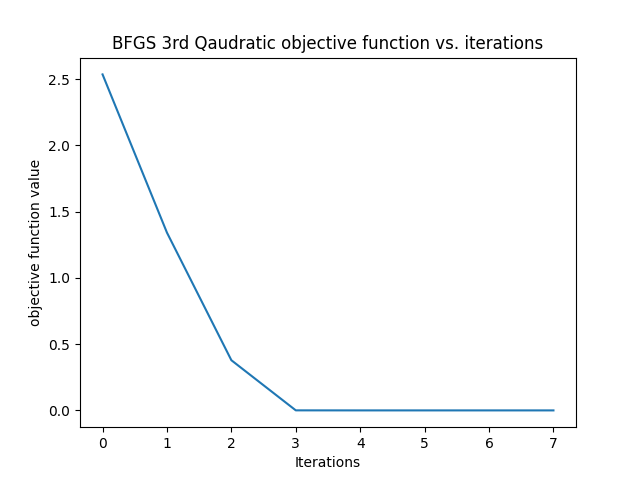 BFGS 3rd Qaudratic objective function vs. iterations
2.5
2.0
1.5
1.0
0.5
0.0
objective function value
0 1 2 3 4 5 6 7
Iterations